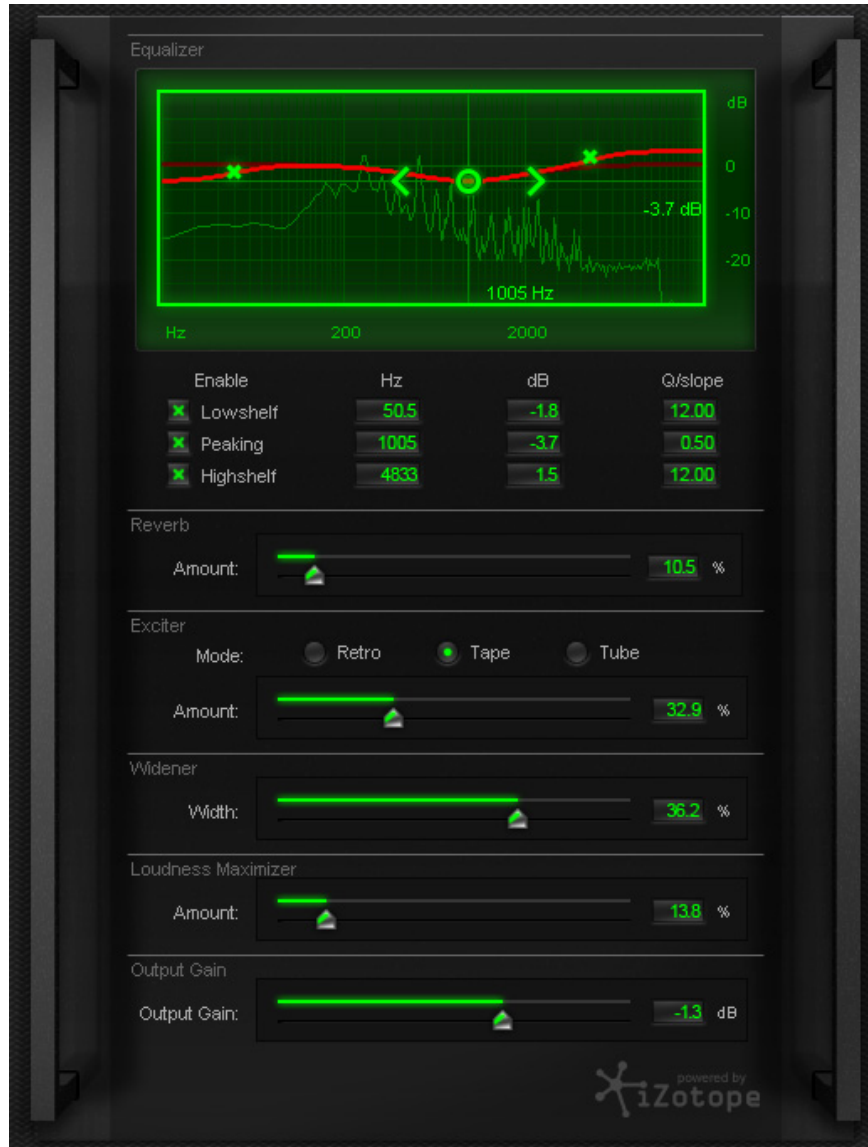 Equalizer
dB
0
-3.7 dB -10
-20
1005 Hz
Hz 200 2000
Enable Hz dB Q/slope
Lowshelf 50.5 -1.8 12.00
Peaking 1005 -3.7 0.50
Highshelf 4833 1.5 12.00
Reverb
Amount: 10.5 %
Exciter
Mode: Retro Tape Tube
Amount: 32.9 %
Widener
Width: 36.2 %
Loudness Maximizer
Amount: 13.8 %
Output Gain
Output Gain: -1.3 dB
powered by
iZotope